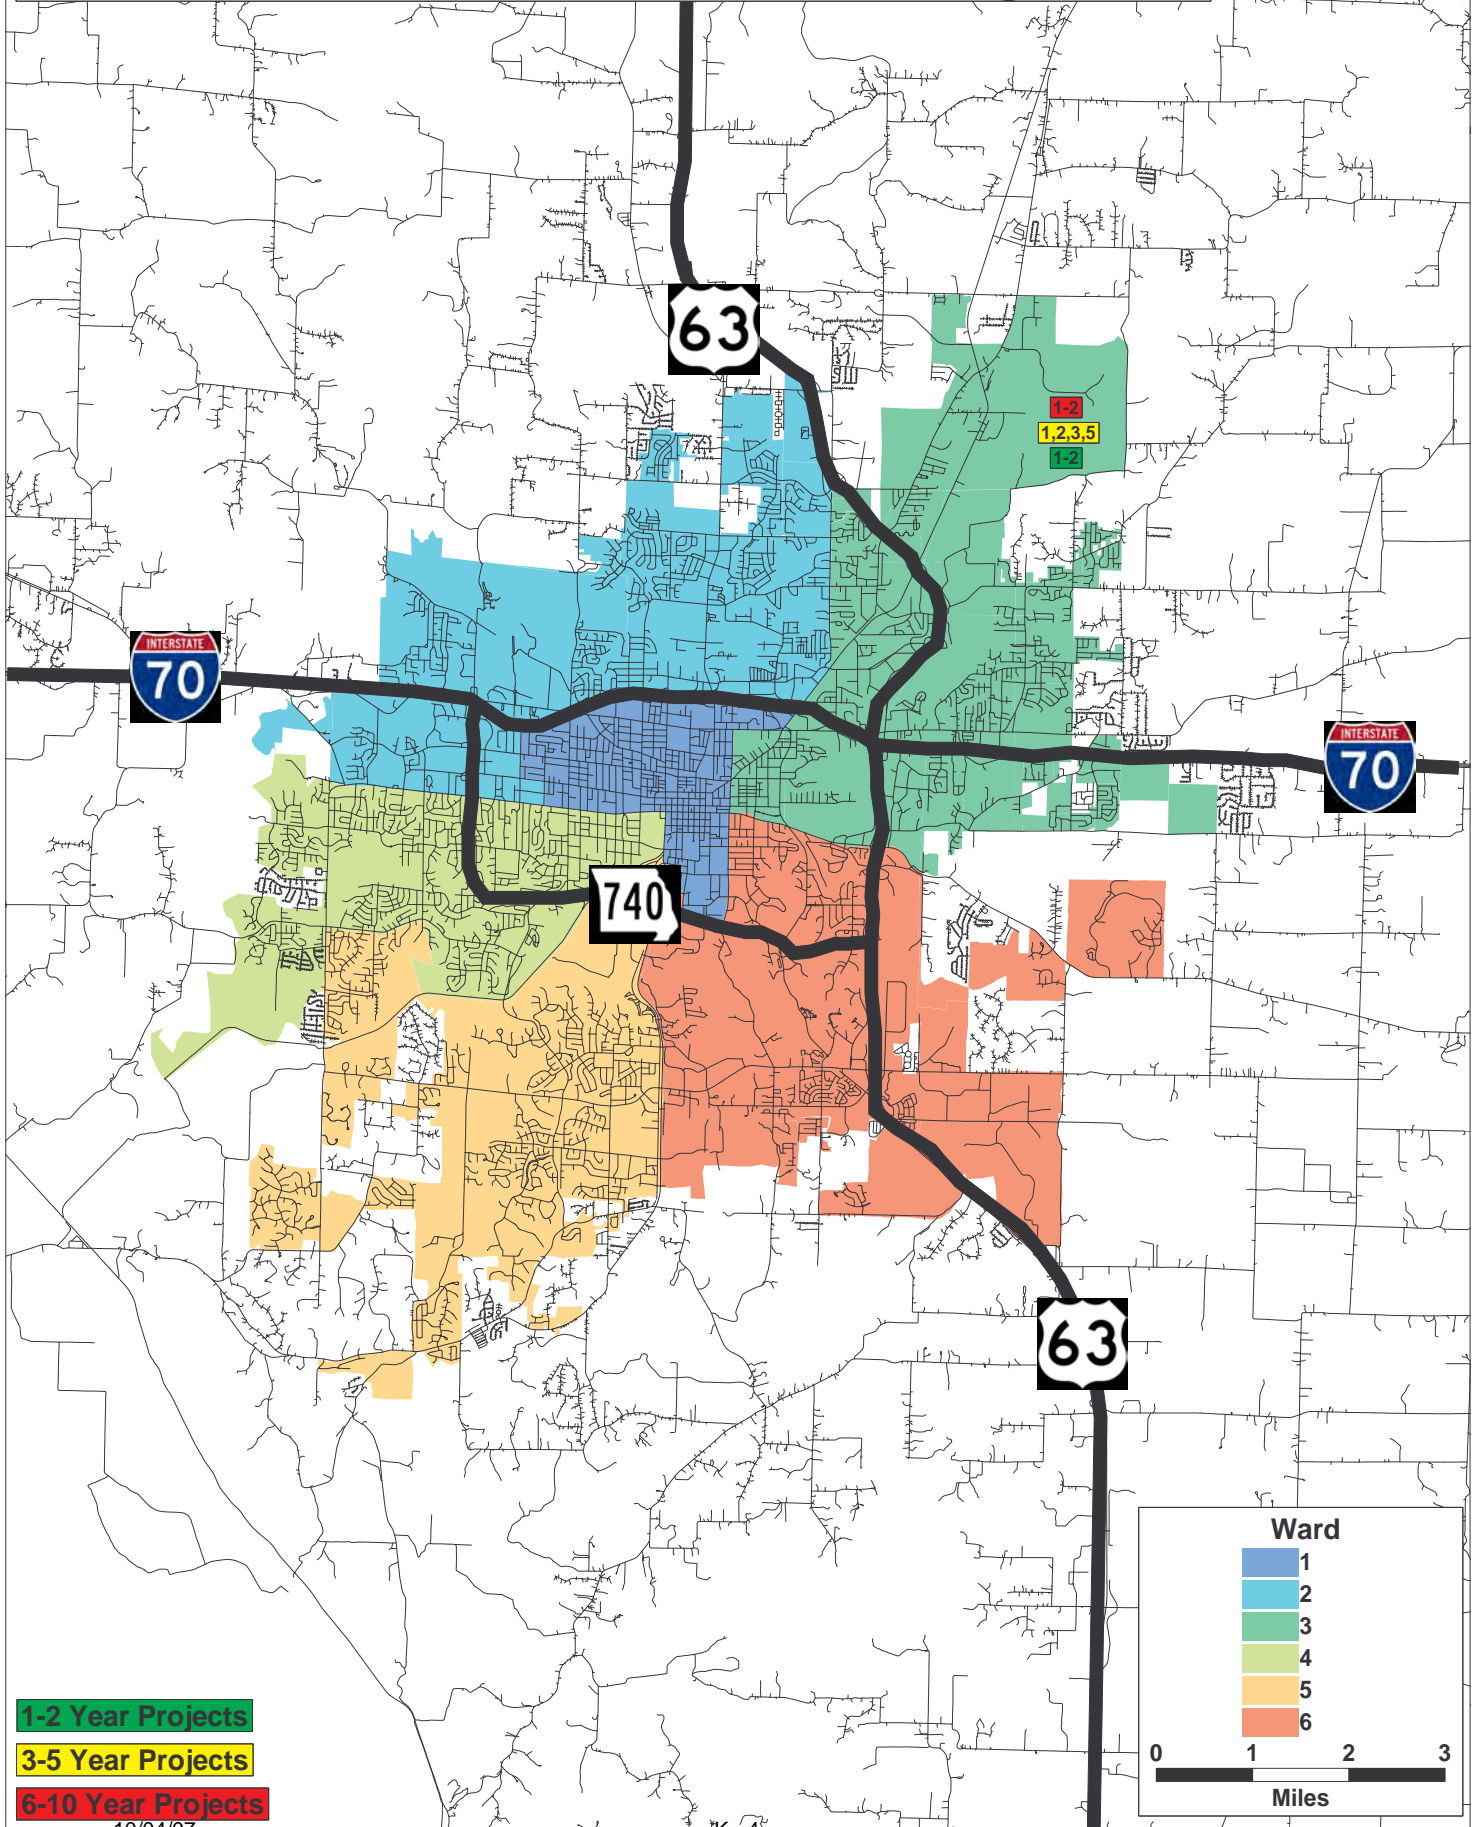 63
1-2
1,2,3,5
1-2
INTERSTATE
70
INTERSTATE
70
740
63
Ward
1
2
3
4
5
6
0 1 2 3
Miles
1-2 Year Projects
3-5 Year Projects
6-10 Year Projects